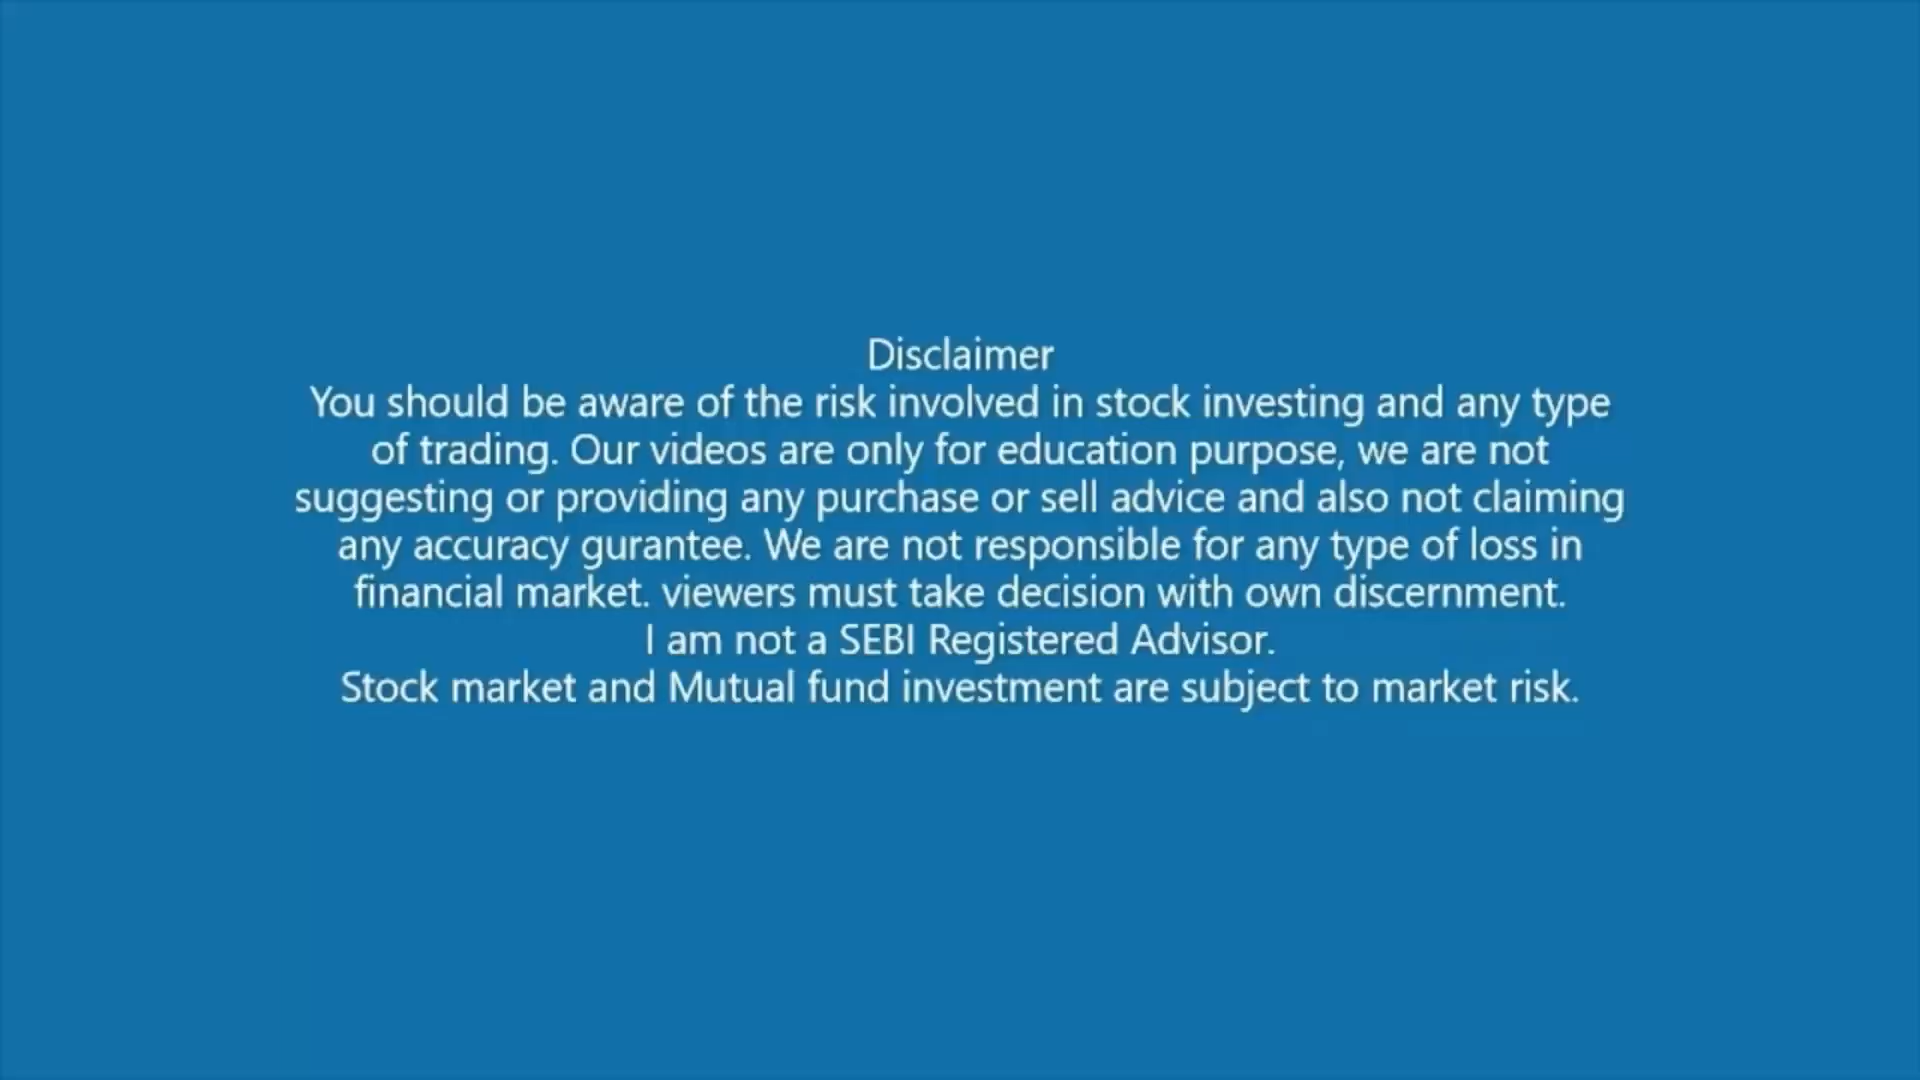 Disclaimer
You should be aware of the risk involved in stock investing and any type
of trading. Our videos are only for education purpose, we are not
suggesting or providing any purchase or sell advice and also not claiming
any accuracy gurantee. We are not responsible for any type of loss in
financial market. viewers must take decision with own discernment.
I am not a SEBI Registered Advisor.
Stock market and Mutual fund investment are subject to market risk.